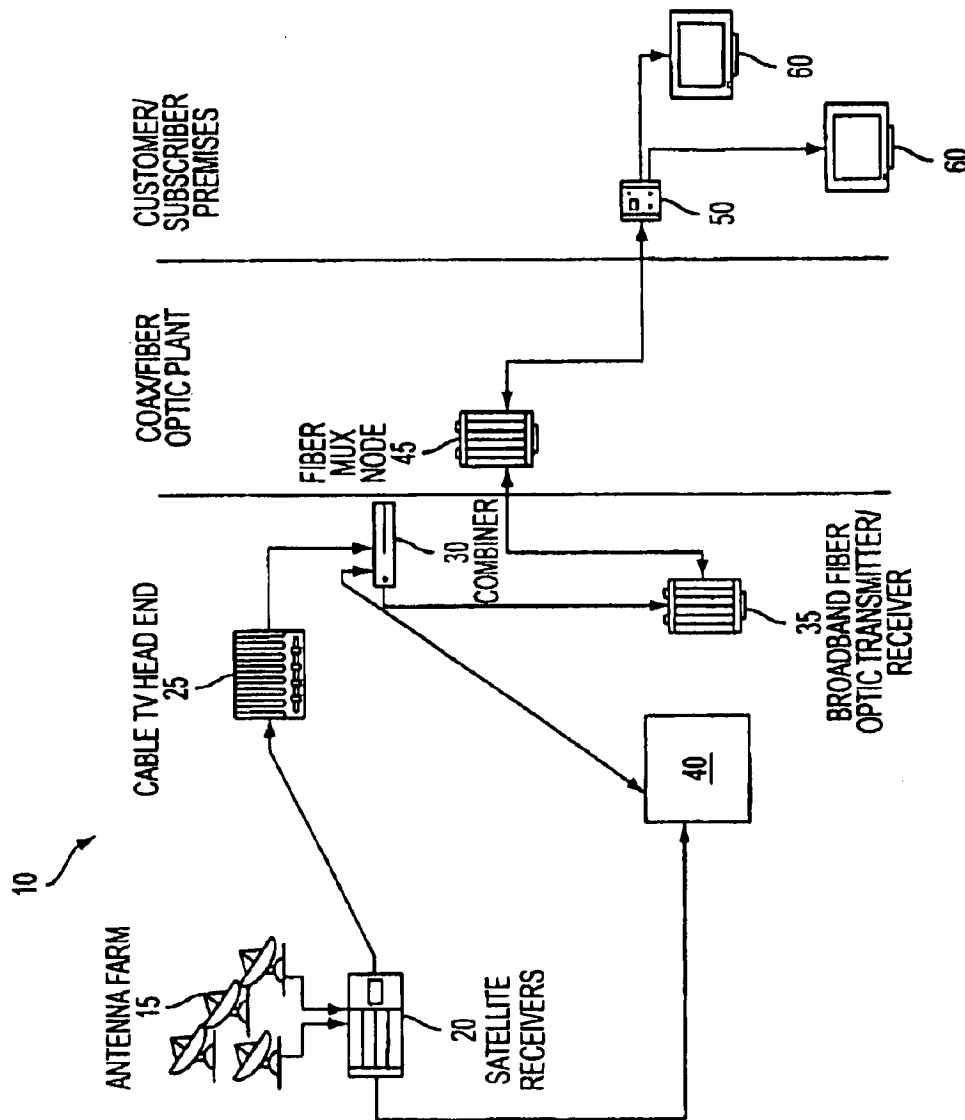 10
ANTENNA FARM
15
20
SATELLITE
RECEIVERS
CABLE TV HEAD END
25
30
COMBINER
40
35
BROADBAND FIBER
OPTIC TRANSMITTER/
RECEIVER
COAX/FIBER
OPTIC PLANT
FIBER
MUX
NODE
45
CUSTOMER/
SUBSCRIBER
PREMISES
50
60
60